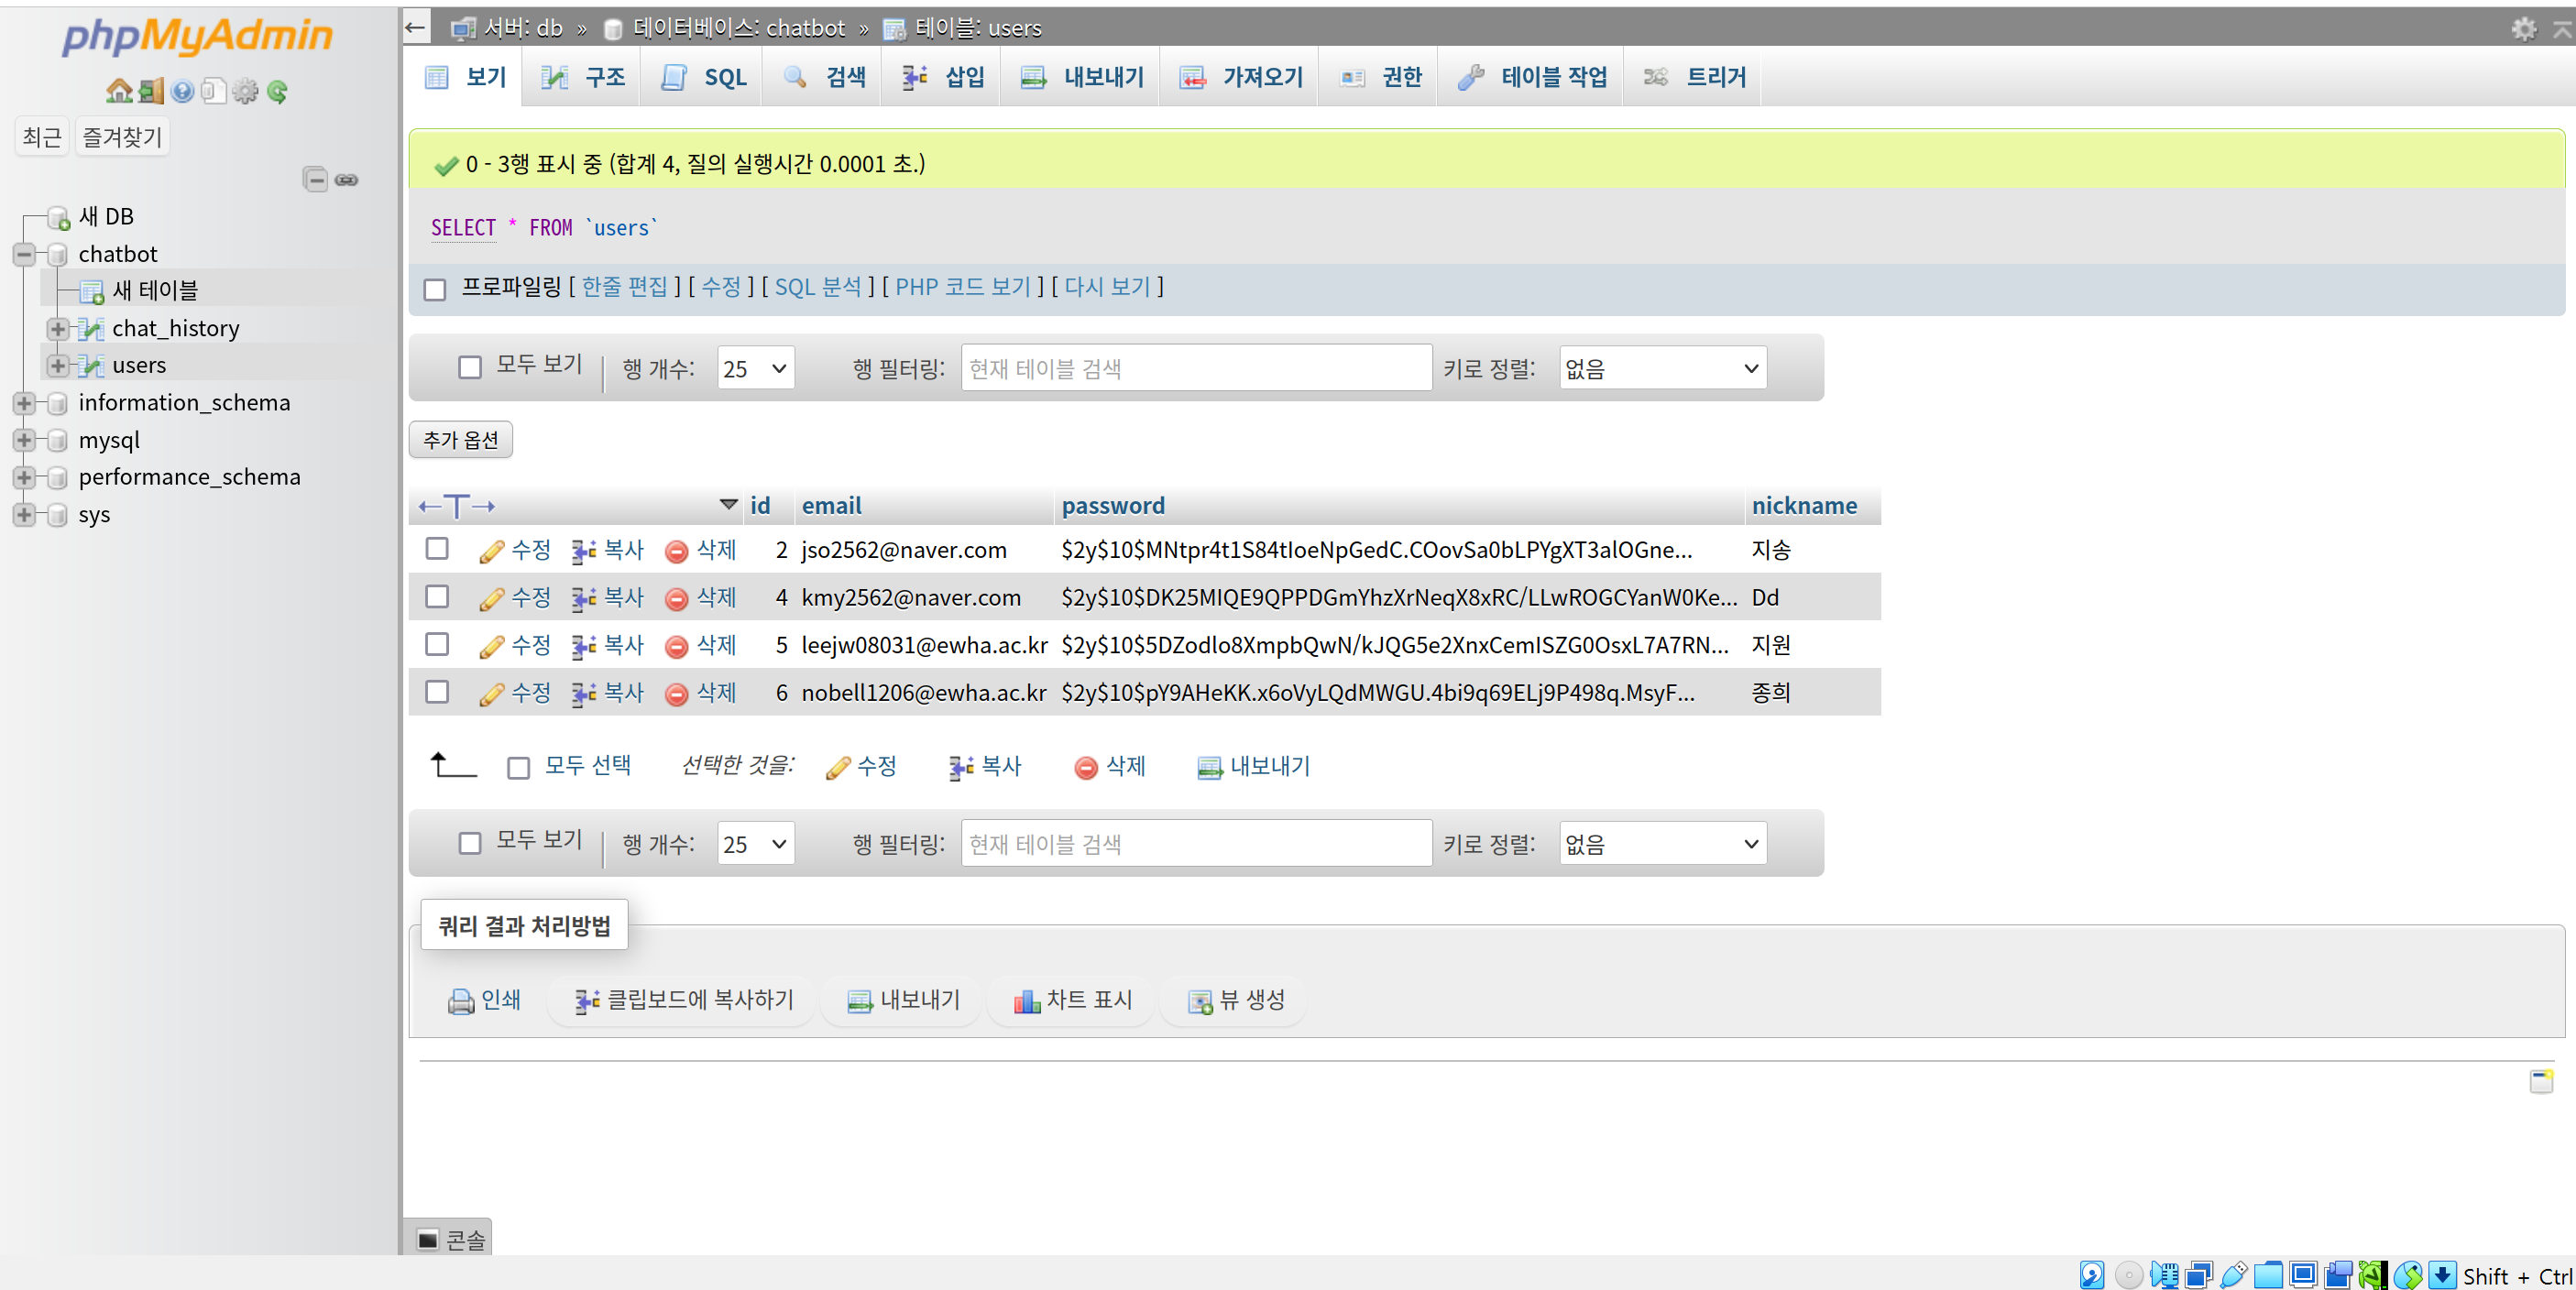 phpMyAdmin
최근 즐겨찾기
새 DB
chatbot
새 테이블
chat_history
users
information_schema
mysql
performance_schema
sys
서버: db » 데이터베이스: chatbot » 테이블: users
보기 구조 SQL 검색 삽입 내보내기 가져오기 권한 테이블 작업 트리거
0 - 3행 표시 중 (합계 4, 질의 실행시간 0.0001 초.)
SELECT * FROM `users`
프로파일링 [ 한줄 편집 ] [ 수정 ] [ SQL 분석 ] [ PHP 코드 보기 ] [ 다시 보기 ]
모두 보기 행 개수: 25 행 필터링: 현재 테이블 검색 키로 정렬: 없음
추가 옵션
←T→ id email password nickname
수정 복사 삭제 2 jso2562@naver.com $2y$10$MNtpr4t1S84tIoeNpGedC.COovSa0bLPYgXT3alOGne... 지송
수정 복사 삭제 4 kmy2562@naver.com $2y$10$DK25MIQE9QPPDGmYhzXrNeqX8xRC/LLwROGCYanW0Ke... Dd
수정 복사 삭제 5 leejw08031@ewha.ac.kr $2y$10$5DZodlo8XmpbQwN/kJQG5e2XnxCemISZG0OsxL7A7RN... 지원
수정 복사 삭제 6 nobell1206@ewha.ac.kr $2y$10$pY9AHeKK.x6oVyLQdMWGU.4bi9q69ELj9P498q.MsyF... 종희
모두 선택 선택한 것을: 수정 복사 삭제 내보내기
모두 보기 행 개수: 25 행 필터링: 현재 테이블 검색 키로 정렬: 없음
쿼리 결과 처리방법
인쇄 클립보드에 복사하기 내보내기 차트 표시 뷰 생성
콘솔
Shift + Ctrl